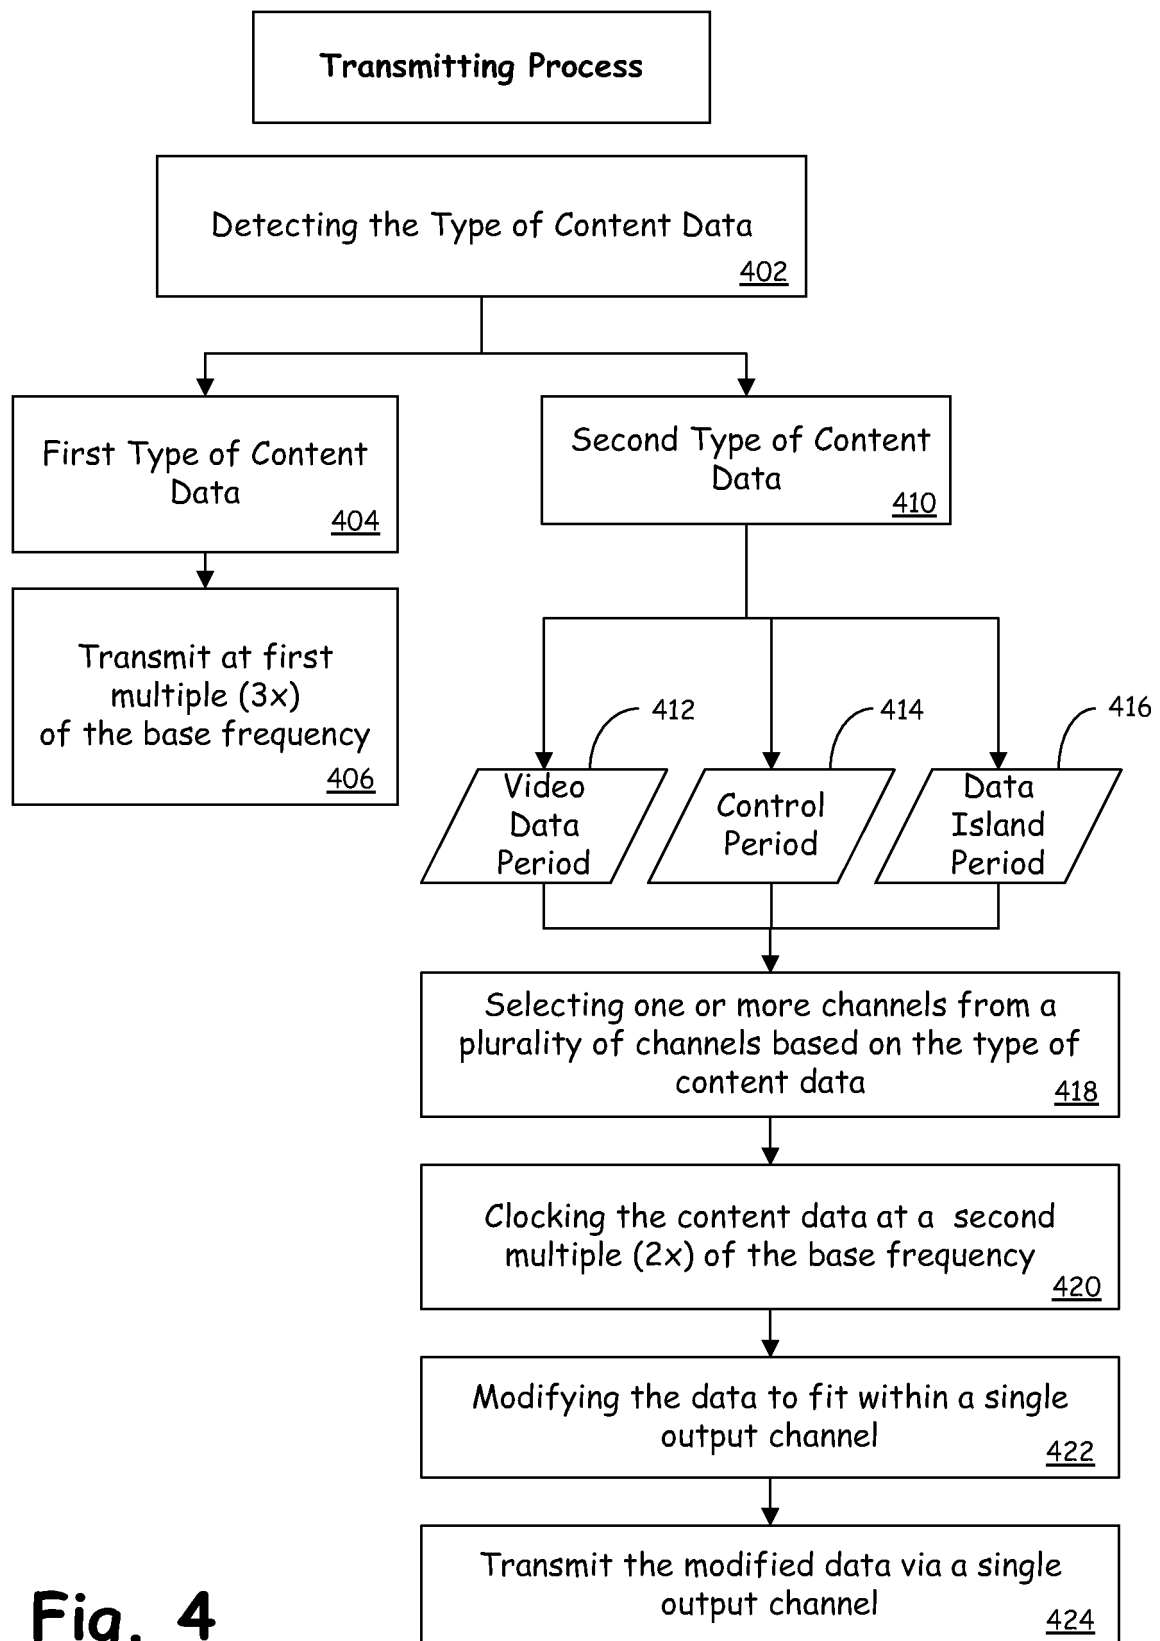 Transmitting Process
Detecting the Type of Content Data
402
First Type of Content
Data
404
Second Type of Content
Data
410
Transmit at first
multiple (3x)
of the base frequency
406
412
414
416
Video
Data
Period
Control
Period
Data
Island
Period
Selecting one or more channels from a
plurality of channels based on the type of
content data
418
Clocking the content data at a second
multiple (2x) of the base frequency
420
Modifying the data to fit within a single
output channel
422
Transmit the modified data via a single
output channel
424
Fig. 4